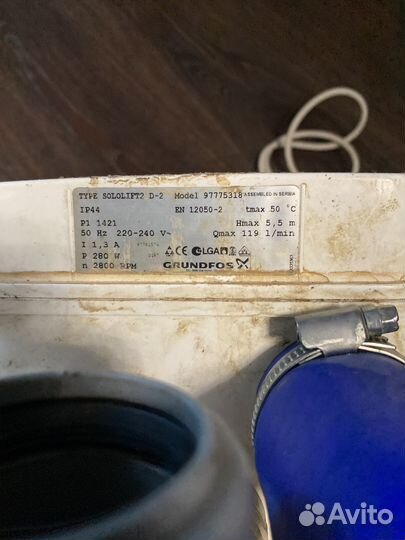 TYPE SOLOLIFT2 D-2 Model 97775318 ASSEMBLED IN SERBIA
IP44 EN 12050-2 tmax 50 °C
P1 1421 Hmax 5,5 m
50 Hz 220-240 V~ Qmax 119 l/min
I 1,3 A
P 280 W LGA
n 2800 RPM GRUNDFOS
Avito